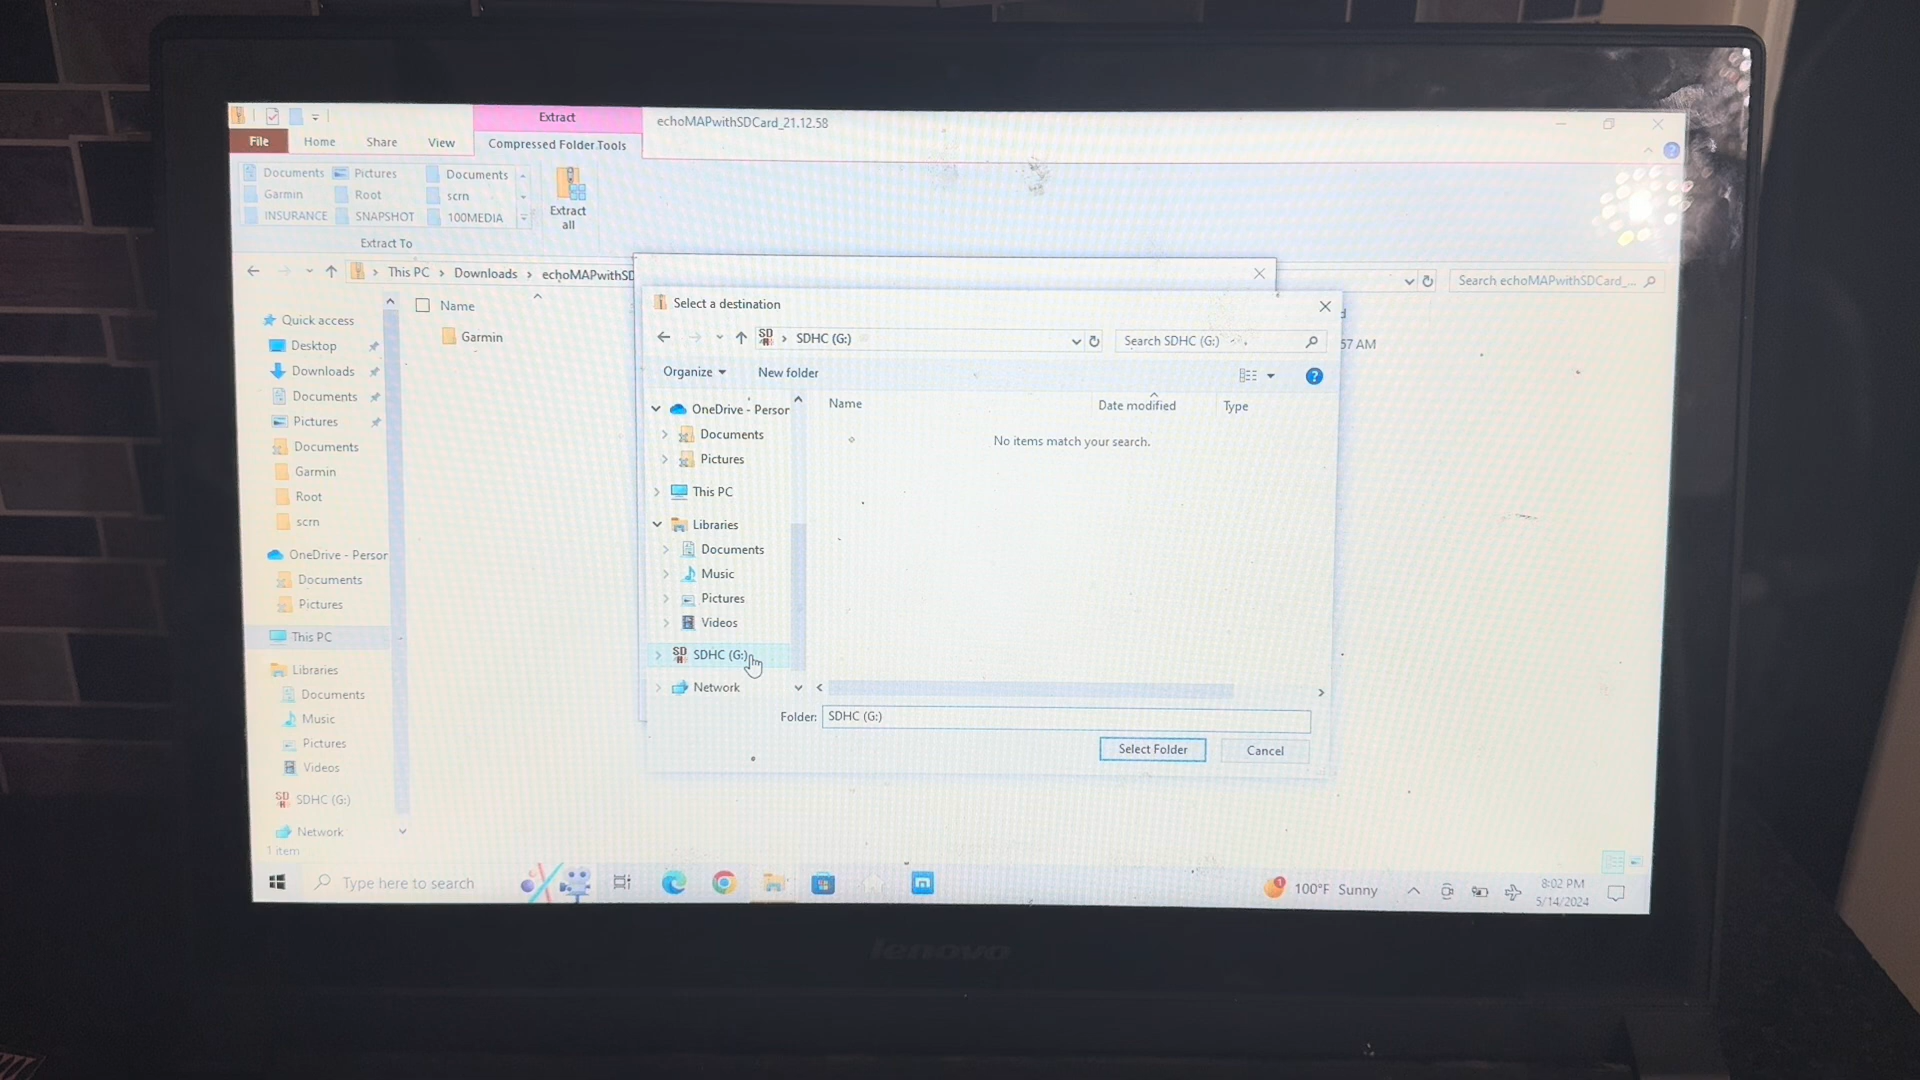 Extract
echoMAPwithSDCard_21.12.58
File
Home
Share
View
Compressed Folder Tools
Documents
Pictures
Documents
Garmin
Root
scrn
INSURANCE
SNAPSHOT
100MEDIA
Extract
all
Extract To
This PC
Downloads
echoMAPwithSD
Search echoMAPwithSDCard_...
Name
Garmin
57 AM
Quick access
Desktop
Downloads
Documents
Pictures
Documents
Garmin
Root
scrn
OneDrive - Person
Documents
Pictures
This PC
Libraries
Documents
Music
Pictures
Videos
SDHC (G:)
Network
1 item
Select a destination
SDHC (G:)
Search SDHC (G:)
Organize
New folder
OneDrive - Person
Documents
Pictures
This PC
Libraries
Documents
Music
Pictures
Videos
SDHC (G:)
Network
Name
Date modified
Type
No items match your search.
Folder: SDHC (G:)
Select Folder
Cancel
Type here to search
100°F Sunny
8:02 PM
5/14/2024
lenovo